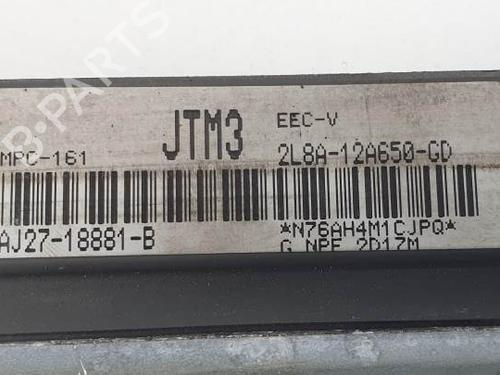 PARTS
JTM3
EEC-V
MPC-161
2L8A-12A650-GD
AJ27-18881-B
*N76AH4M1CJPQ*
G NPF 2D17M